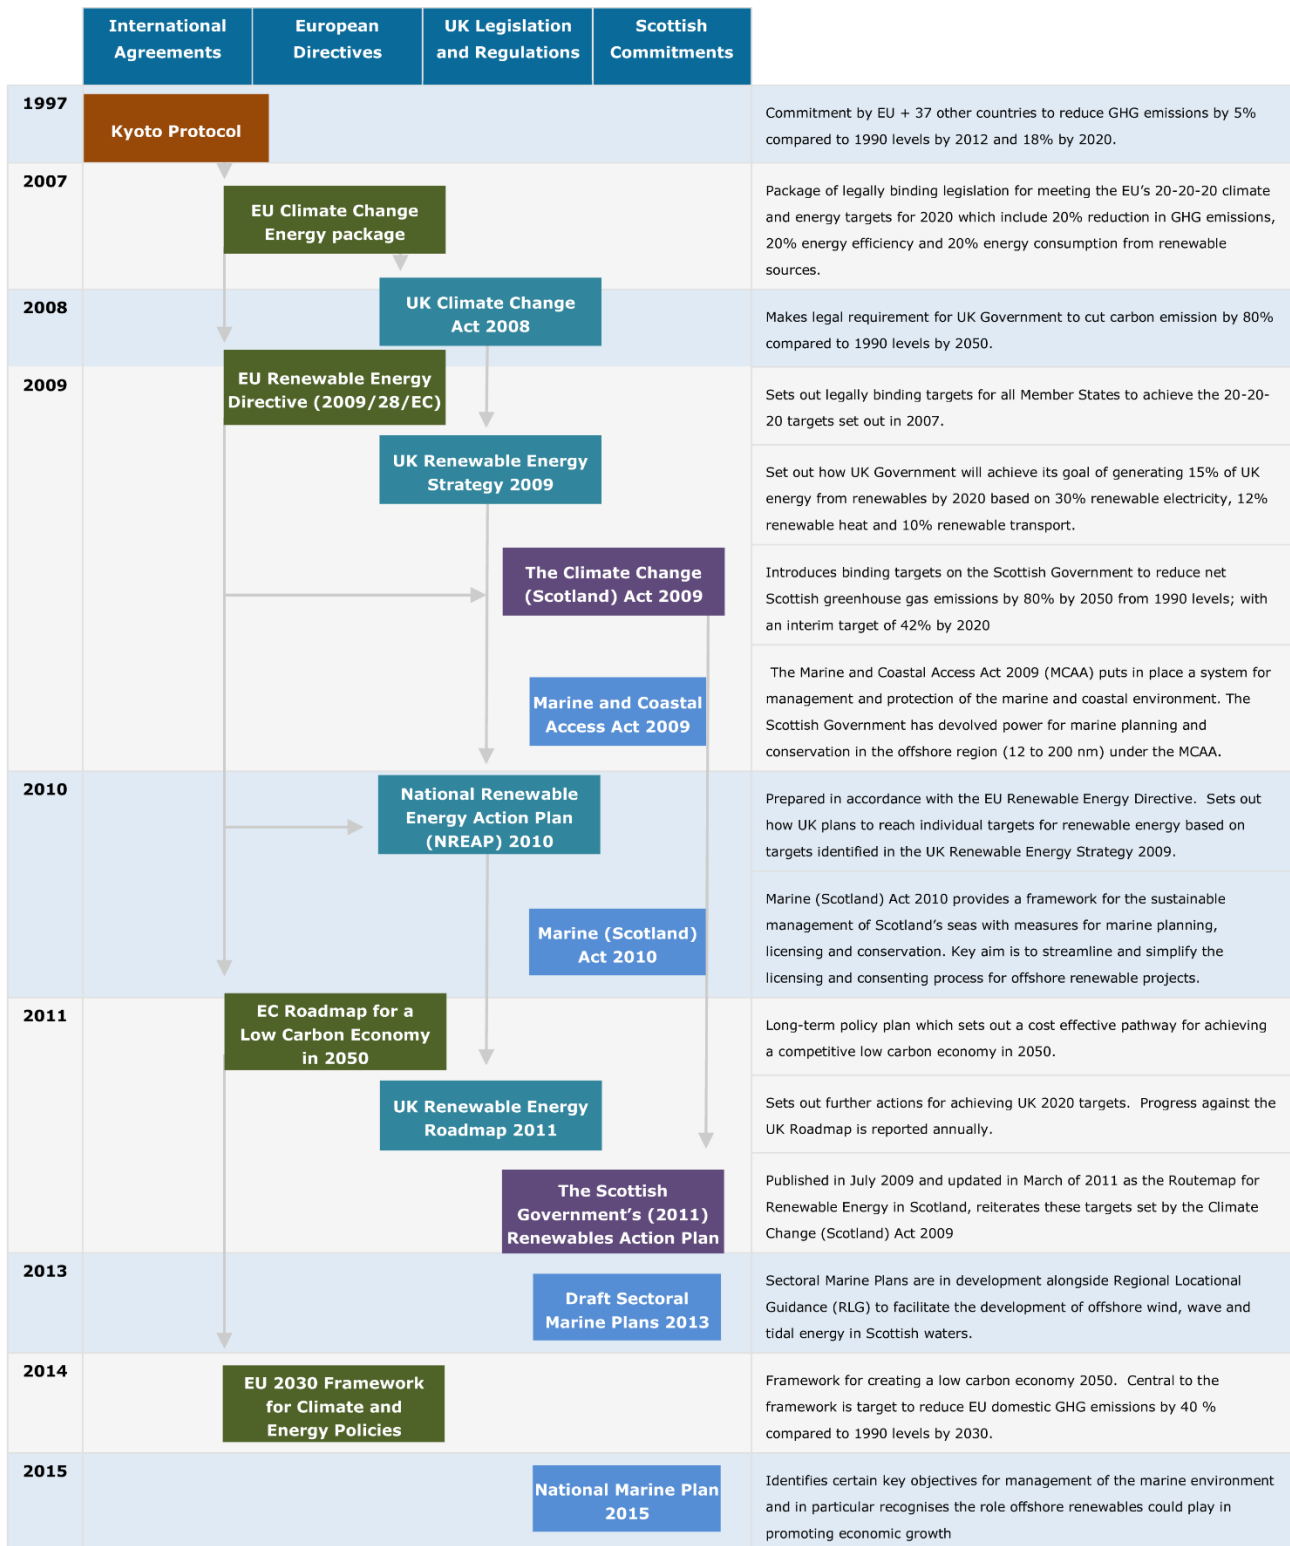 International
Agreements
European
Directives
UK Legislation
and Regulations
Scottish
Commitments
1997
Kyoto Protocol
Commitment by EU + 37 other countries to reduce GHG emissions by 5%
compared to 1990 levels by 2012 and 18% by 2020.
2007
EU Climate Change
Energy package
Package of legally binding legislation for meeting the EU's 20-20-20 climate
and energy targets for 2020 which include 20% reduction in GHG emissions,
20% energy efficiency and 20% energy consumption from renewable
sources.
2008
UK Climate Change
Act 2008
Makes legal requirement for UK Government to cut carbon emission by 80%
compared to 1990 levels by 2050.
2009
EU Renewable Energy
Directive (2009/28/EC)
Sets out legally binding targets for all Member States to achieve the 20-20-
20 targets set out in 2007.
UK Renewable Energy
Strategy 2009
Set out how UK Government will achieve its goal of generating 15% of UK
energy from renewables by 2020 based on 30% renewable electricity, 12%
renewable heat and 10% renewable transport.
The Climate Change
(Scotland) Act 2009
Introduces binding targets on the Scottish Government to reduce net
Scottish greenhouse gas emissions by 80% by 2050 from 1990 levels; with
an interim target of 42% by 2020
Marine and Coastal
Access Act 2009
The Marine and Coastal Access Act 2009 (MCAA) puts in place a system for
management and protection of the marine and coastal environment. The
Scottish Government has devolved power for marine planning and
conservation in the offshore region (12 to 200 nm) under the MCAA.
2010
National Renewable
Energy Action Plan
(NREAP) 2010
Prepared in accordance with the EU Renewable Energy Directive. Sets out
how UK plans to reach individual targets for renewable energy based on
targets identified in the UK Renewable Energy Strategy 2009.
Marine (Scotland)
Act 2010
Marine (Scotland) Act 2010 provides a framework for the sustainable
management of Scotland's seas with measures for marine planning,
licensing and conservation. Key aim is to streamline and simplify the
licensing and consenting process for offshore renewable projects.
2011
EC Roadmap for a
Low Carbon Economy
in 2050
Long-term policy plan which sets out a cost effective pathway for achieving
a competitive low carbon economy in 2050.
UK Renewable Energy
Roadmap 2011
Sets out further actions for achieving UK 2020 targets. Progress against the
UK Roadmap is reported annually.
The Scottish
Government's (2011)
Renewables Action Plan
Published in July 2009 and updated in March of 2011 as the Routemap for
Renewable Energy in Scotland, reiterates these targets set by the Climate
Change (Scotland) Act 2009
2013
Draft Sectoral
Marine Plans 2013
Sectoral Marine Plans are in development alongside Regional Locational
Guidance (RLG) to facilitate the development of offshore wind, wave and
tidal energy in Scottish waters.
2014
EU 2030 Framework
for Climate and
Energy Policies
Framework for creating a low carbon economy 2050. Central to the
framework is target to reduce EU domestic GHG emissions by 40 %
compared to 1990 levels by 2030.
2015
National Marine Plan
2015
Identifies certain key objectives for management of the marine environment
and in particular recognises the role offshore renewables could play in
promoting economic growth